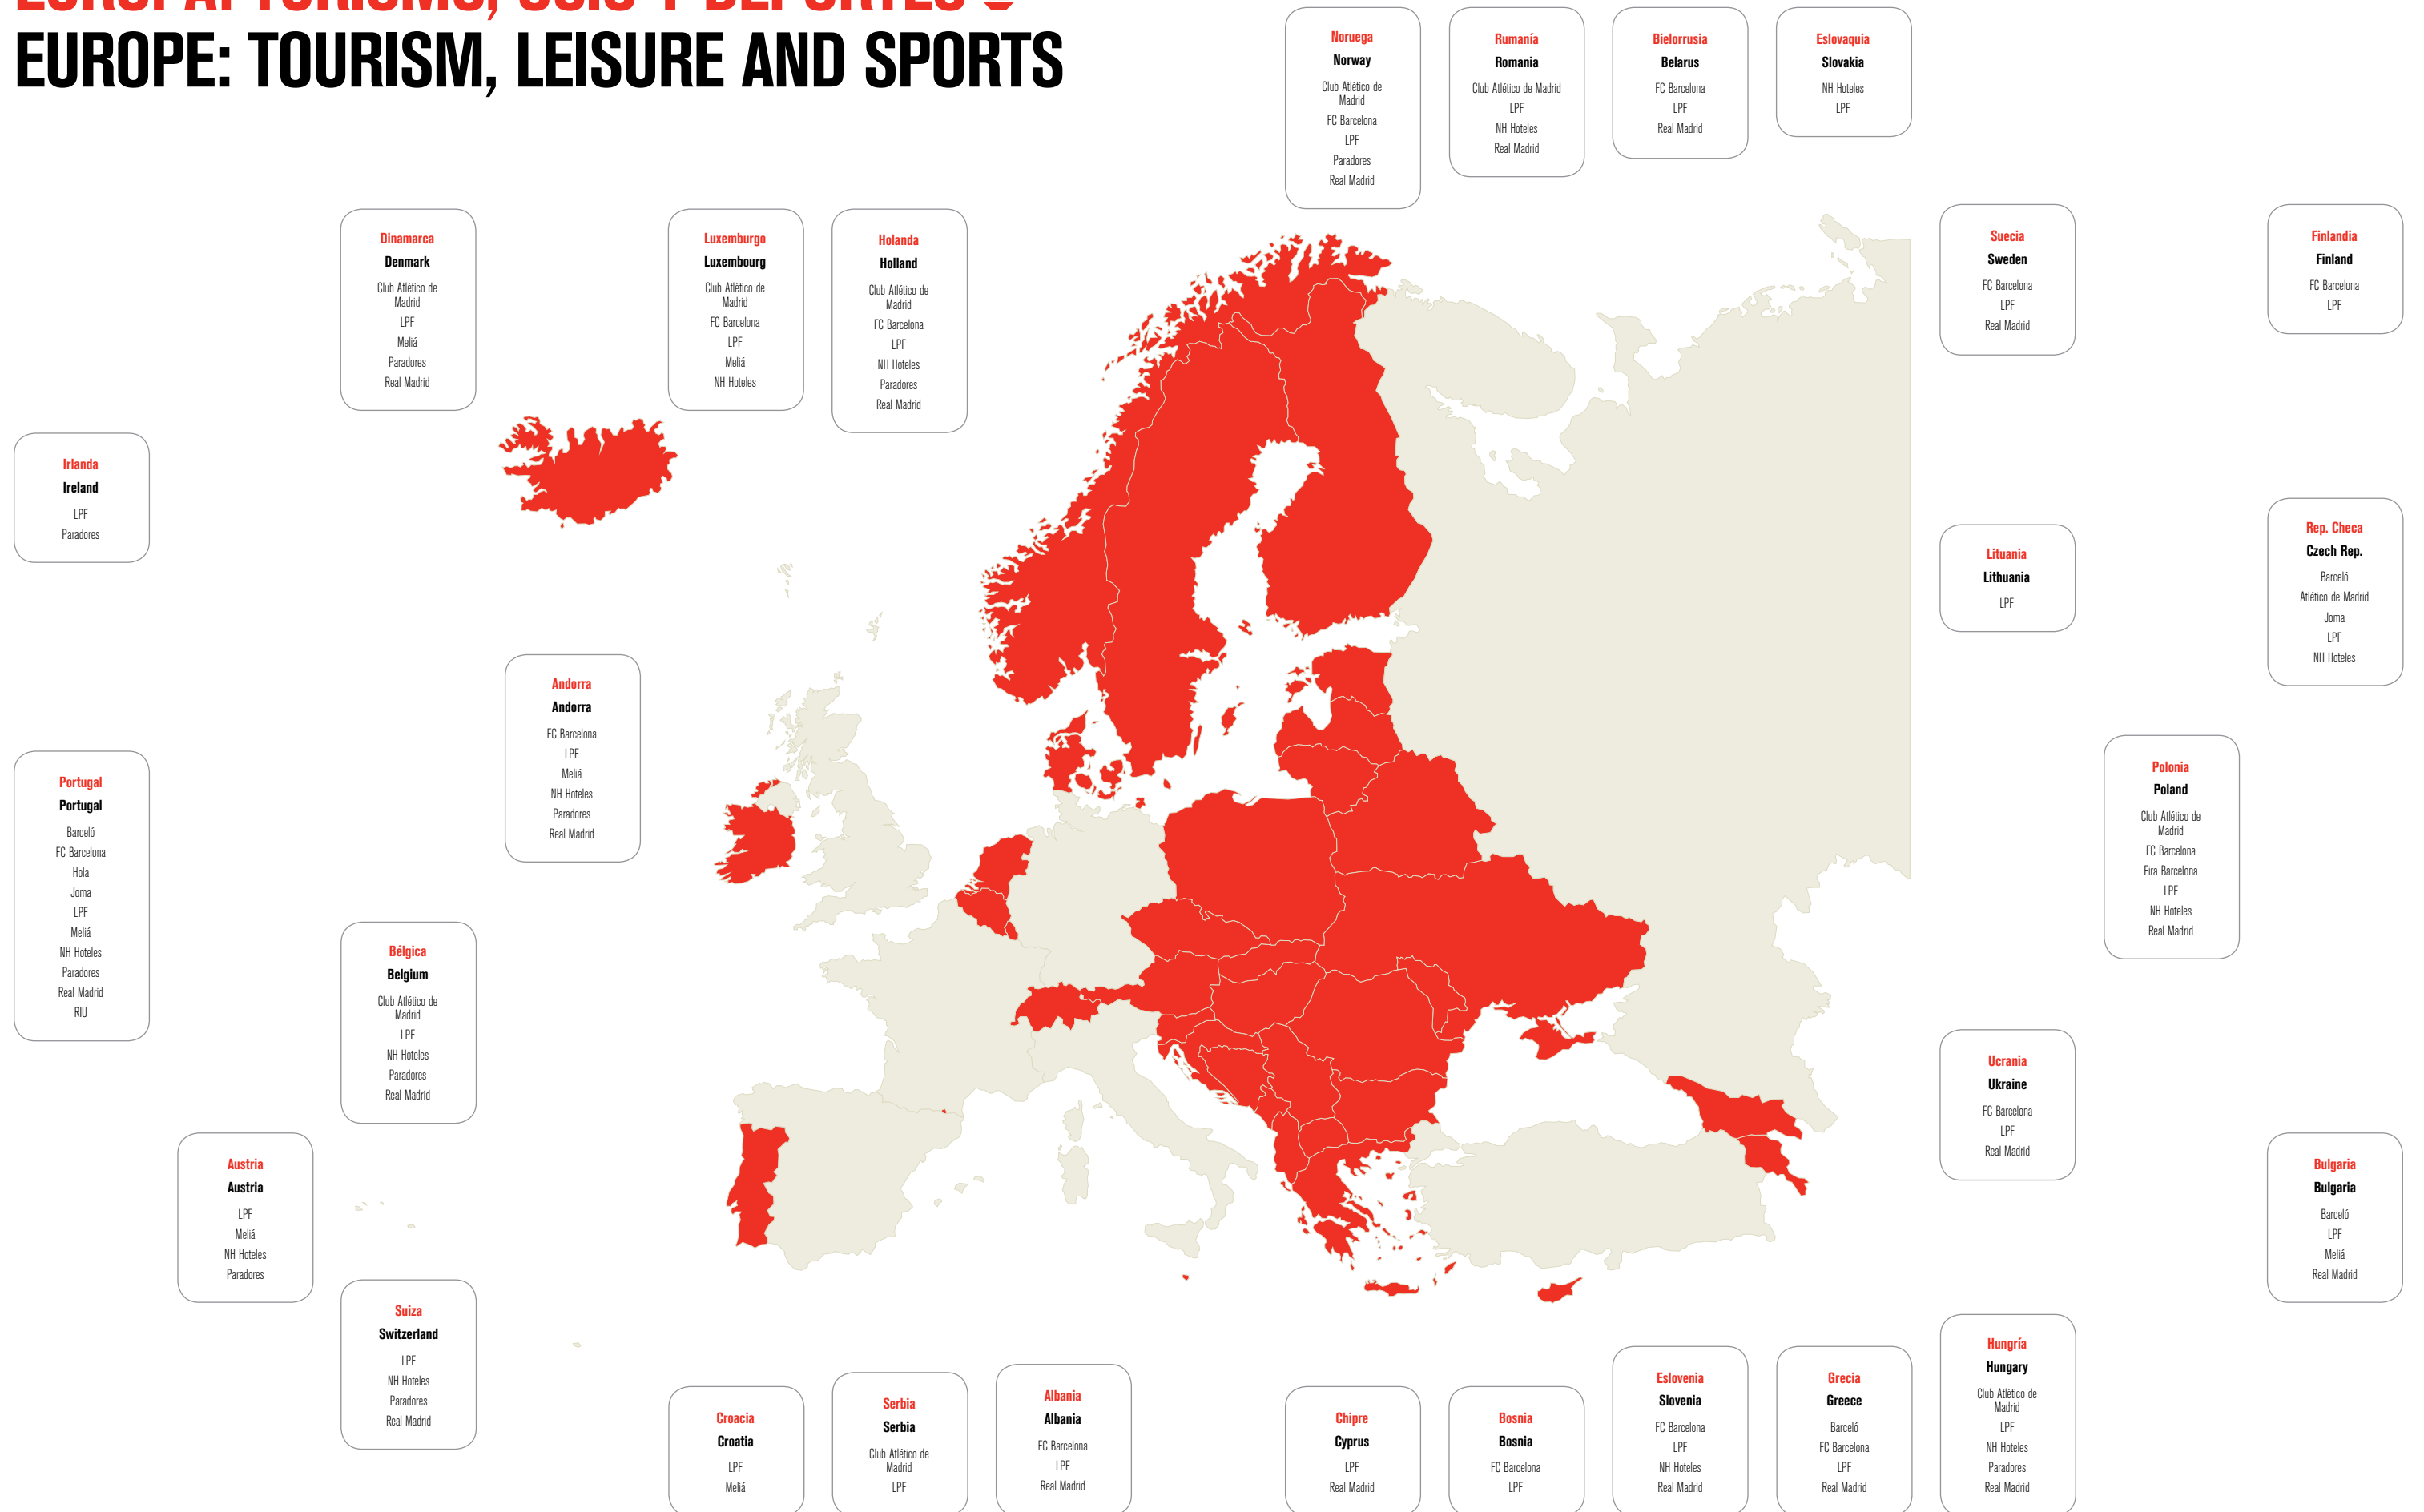 EUROPA: TURISMO, OCIO Y DEPORTES
EUROPE: TOURISM, LEISURE AND SPORTS
Noruega
Norway
Club Atlético de
Madrid
FC Barcelona
LPF
Paradores
Real Madrid
Rumanía
Romania
Club Atlético de Madrid
LPF
NH Hoteles
Real Madrid
Bielorrusia
Belarus
FC Barcelona
LPF
Real Madrid
Eslovaquia
Slovakia
NH Hoteles
LPF
Dinamarca
Denmark
Club Atlético de
Madrid
LPF
Meliá
Paradores
Real Madrid
Luxemburgo
Luxembourg
Club Atlético de
Madrid
FC Barcelona
LPF
Meliá
NH Hoteles
Holanda
Holland
Club Atlético de
Madrid
FC Barcelona
LPF
NH Hoteles
Paradores
Real Madrid
Suecia
Sweden
FC Barcelona
LPF
Real Madrid
Finlandia
Finland
FC Barcelona
LPF
Irlanda
Ireland
LPF
Paradores
Lituania
Lithuania
LPF
Rep. Checa
Czech Rep.
Barceló
Atlético de Madrid
Joma
LPF
NH Hoteles
Andorra
Andorra
FC Barcelona
LPF
Meliá
NH Hoteles
Paradores
Real Madrid
Portugal
Portugal
Barceló
FC Barcelona
Hola
Joma
LPF
Meliá
NH Hoteles
Paradores
Real Madrid
RIU
Polonia
Poland
Club Atlético de
Madrid
FC Barcelona
Fira Barcelona
LPF
NH Hoteles
Real Madrid
Bélgica
Belgium
Club Atlético de
Madrid
LPF
NH Hoteles
Paradores
Real Madrid
Ucrania
Ukraine
FC Barcelona
LPF
Real Madrid
Austria
Austria
LPF
Meliá
NH Hoteles
Paradores
Bulgaria
Bulgaria
Barceló
LPF
Meliá
Real Madrid
Suiza
Switzerland
LPF
NH Hoteles
Paradores
Real Madrid
Croacia
Croatia
LPF
Meliá
Serbia
Serbia
Club Atlético de
Madrid
LPF
Albania
Albania
FC Barcelona
LPF
Real Madrid
Chipre
Cyprus
LPF
Real Madrid
Bosnia
Bosnia
FC Barcelona
LPF
Eslovenia
Slovenia
FC Barcelona
LPF
NH Hoteles
Real Madrid
Grecia
Greece
Barceló
FC Barcelona
LPF
Real Madrid
Hungría
Hungary
Club Atlético de
Madrid
LPF
NH Hoteles
Paradores
Real Madrid